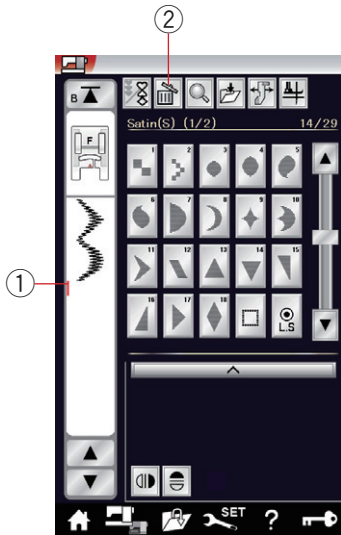 ②
B
F
Satin(S) (1/2) 14/29
1 2 3 4 5
6 7 8 9 10
①
11 12 13 14 15
16 17 18
L.S
SET
?